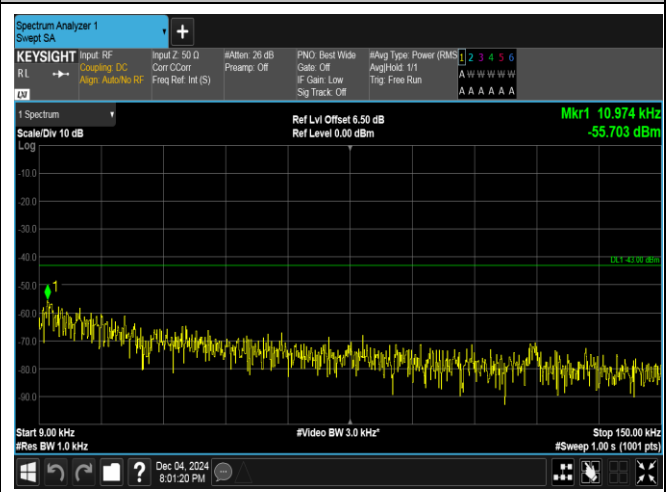 Spectrum Analyzer 1
Swept SA
+
KEYSIGHT
RL
LXI
Input: RF
Coupling: DC
Align: Auto/No RF
Input Z: 50 Ω
Corr CCorr
Freq Ref: Int (S)
#Atten: 26 dB
Preamp: Off
PNO: Best Wide
Gate: Off
IF Gain: Low
Sig Track: Off
#Avg Type: Power (RMS
Avg|Hold: 1/1
Trig: Free Run
1 2 3 4 5 6
A W W W W W
A A A A A A
1 Spectrum
Scale/Div 10 dB
Log
Ref Lvl Offset 6.50 dB
Ref Level 0.00 dBm
Mkr1 10.974 kHz
-55.703 dBm
-10.0
-20.0
-30.0
-40.0
DL1 -43.00 dBm
-50.0
1
-60.0
-70.0
-80.0
-90.0
Start 9.00 kHz
#Res BW 1.0 kHz
#Video BW 3.0 kHz*
Stop 150.00 kHz
#Sweep 1.00 s (1001 pts)
?
Dec 04, 2024
8:01:20 PM